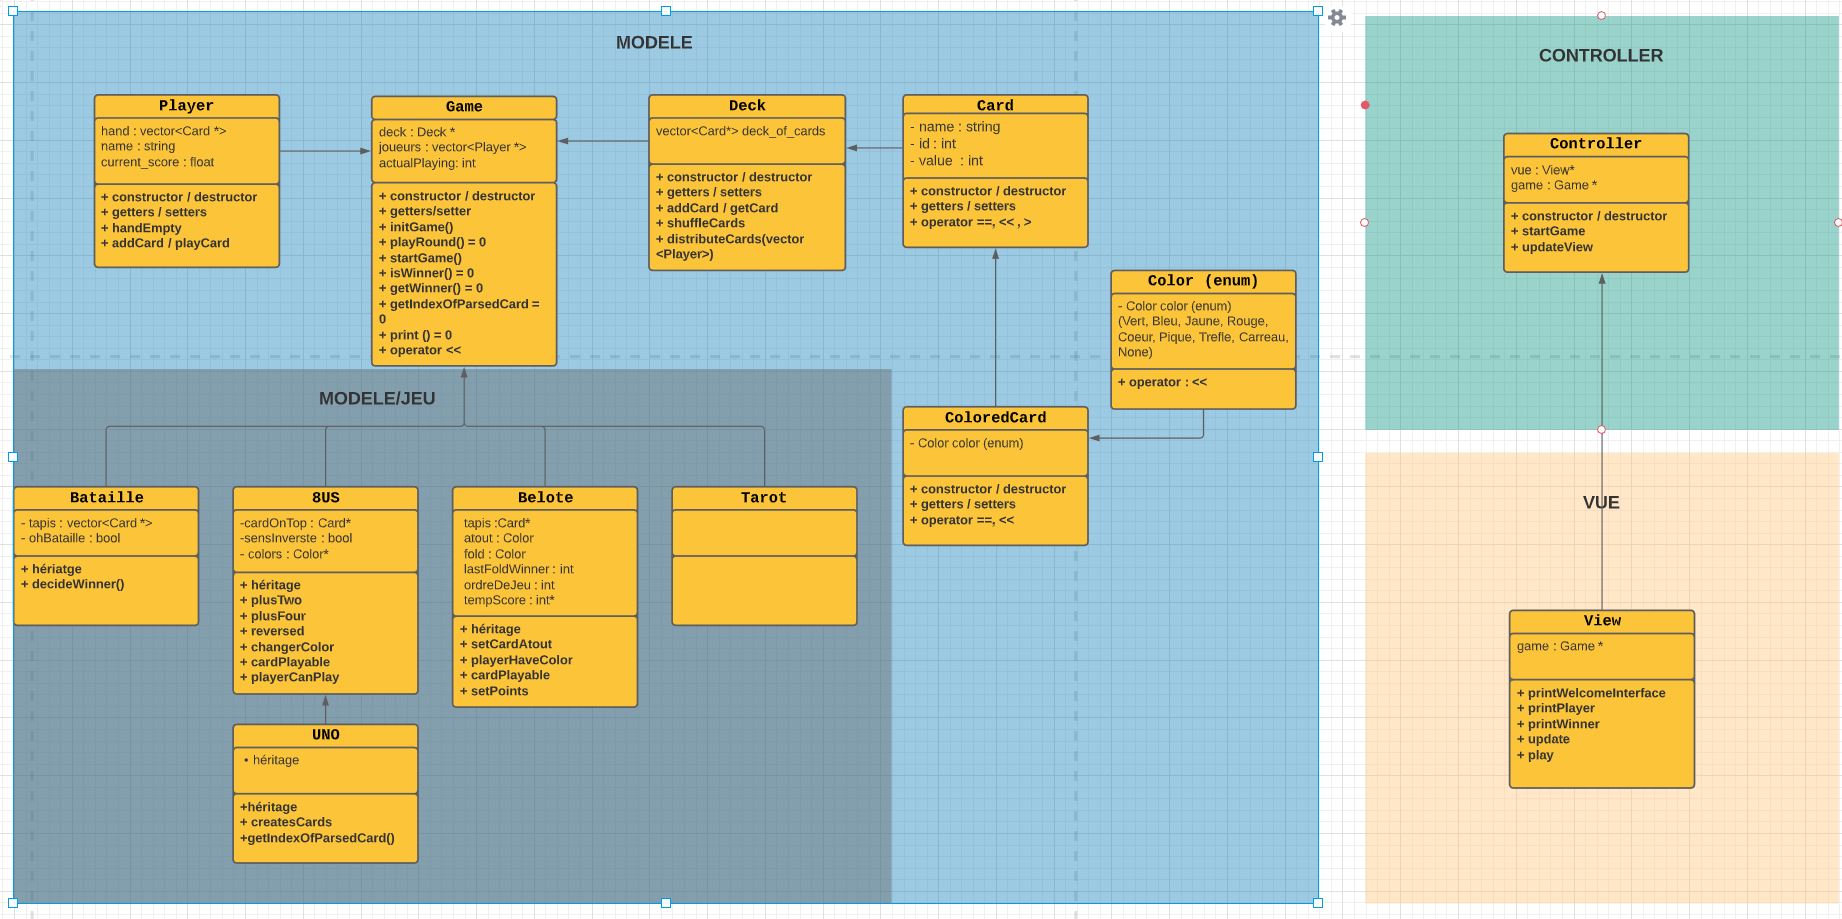 MODELE
Player
hand : vector<Card *>
name : string
current_score : float
+ constructor / destructor
+ getters / setters
+ handEmpty
+ addCard / playCard
Game
deck : Deck *
joueurs : vector<Player *>
actualPlaying: int
+ constructor / destructor
+ getters/setter
+ initGame()
+ playRound() = 0
+ startGame()
+ isWinner() = 0
+ getWinner() = 0
+ getIndexOfParsedCard =
0
+ print () = 0
+ operator <<
Deck
vector<Card*> deck_of_cards
+ constructor / destructor
+ getters / setters
+ addCard / getCard
+ shuffleCards
+ distributeCards(vector
<Player>)
Card
- name : string
- id : int
- value  : int
+ constructor / destructor
+ getters / setters
+ operator ==, << , >
Color (enum)
- Color color (enum)
(Vert, Bleu, Jaune, Rouge,
Coeur, Pique, Trefle, Carreau,
None)
+ operator : <<
ColoredCard
- Color color (enum)
+ constructor / destructor
+ getters / setters
+ operator ==, <<
MODELE/JEU
Bataille
- tapis : vector<Card *>
- ohBataille : bool
+ hériatge
+ decideWinner()
8US
-cardOnTop : Card*
-sensInverste : bool
- colors : Color*
+ héritage
+ plusTwo
+ plusFour
+ reversed
+ changerColor
+ cardPlayable
+ playerCanPlay
Belote
tapis :Card*
atout : Color
fold : Color
lastFoldWinner : int
ordreDeJeu : int
tempScore : int*
+ héritage
+ setCardAtout
+ playerHaveColor
+ cardPlayable
+ setPoints
Tarot
UNO
• héritage
+héritage
+ createsCards
+getIndexOfParsedCard()
CONTROLLER
Controller
vue : View*
game : Game *
+ constructor / destructor
+ startGame
+ updateView
VUE
View
game : Game *
+ printWelcomeInterface
+ printPlayer
+ printWinner
+ update
+ play